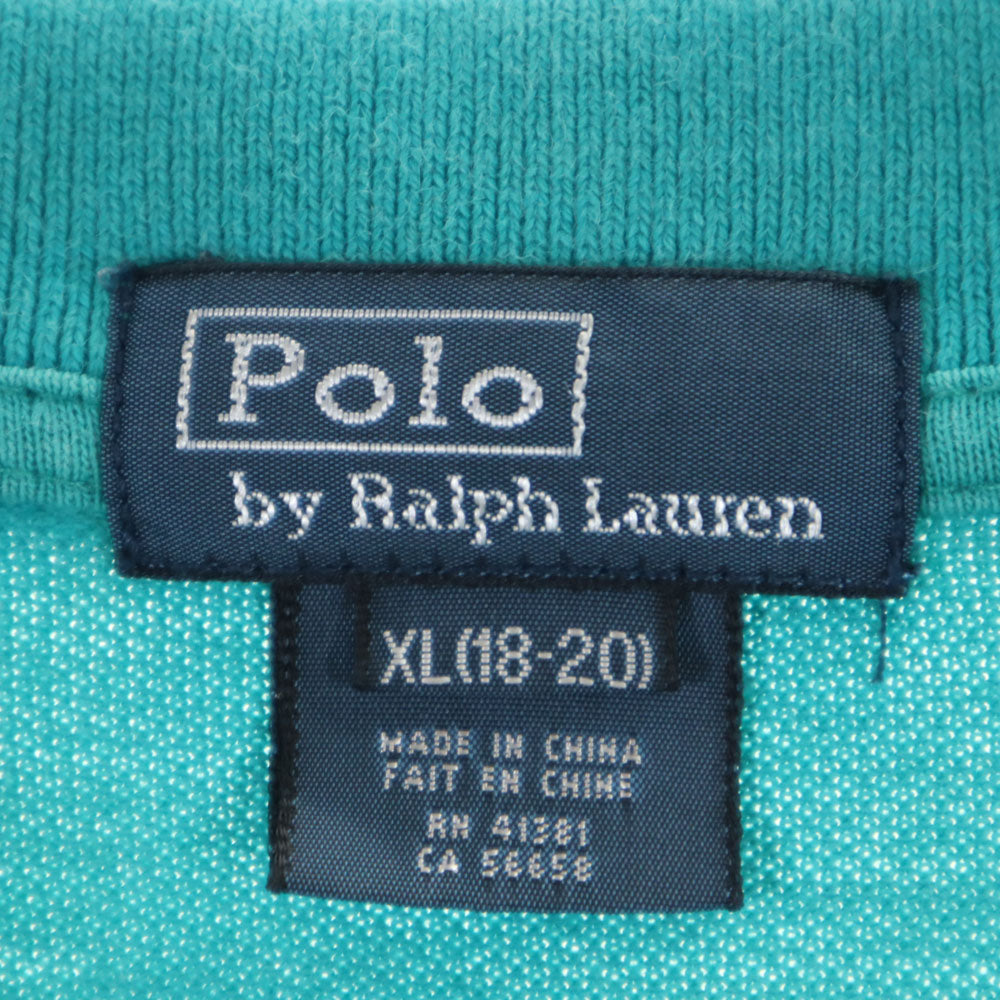 Polo
by Ralph Lauren
XL(18-20)
MADE IN CHINA
FAIT EN CHINE
RN 41381
CA 56658